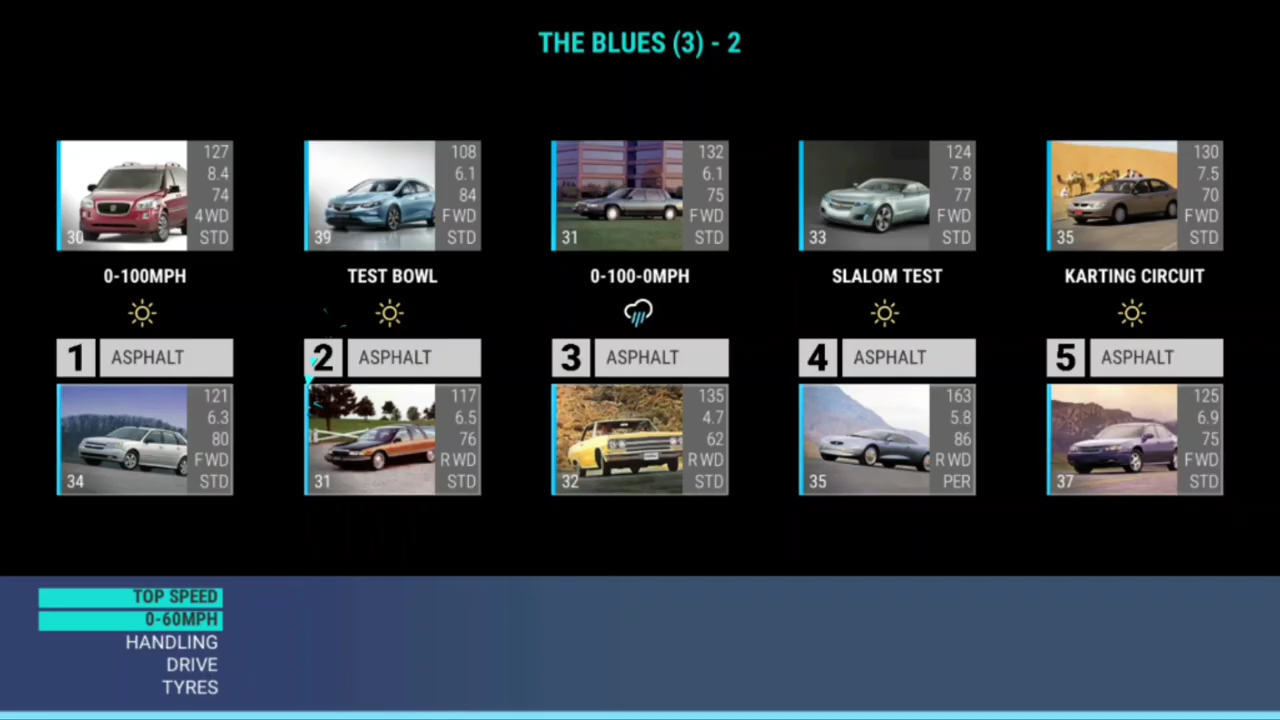 THE BLUES (3) - 2
127
8.4
74
4WD
STD
30
108
6.1
84
FWD
STD
39
132
6.1
75
FWD
STD
31
124
7.8
77
FWD
STD
33
130
7.5
70
FWD
STD
35
0-100MPH
TEST BOWL
0-100-0MPH
SLALOM TEST
KARTING CIRCUIT
1 ASPHALT
2 ASPHALT
3 ASPHALT
4 ASPHALT
5 ASPHALT
121
6.3
80
FWD
STD
34
117
6.5
76
RWD
STD
31
135
4.7
62
RWD
STD
32
163
5.8
86
RWD
PER
35
125
6.9
75
FWD
STD
37
TOP SPEED
0-60MPH
HANDLING
DRIVE
TYRES